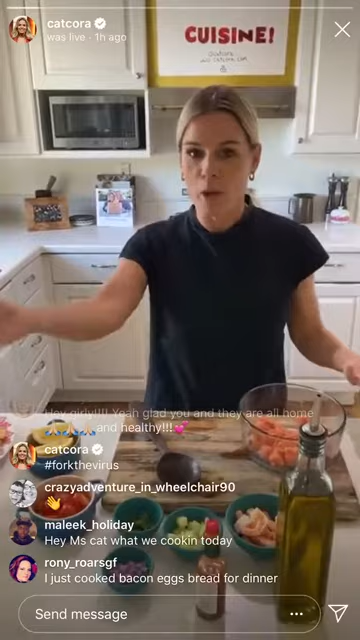 catcora
was live · 1h ago
CUISINE!
Hey girly!!!! Yeah glad you and they are all home
and healthy!!!💕
catcora
#forkthevirus
crazyadventure_in_wheelchair90
👋
maleek_holiday
Hey Ms cat what we cookin today
rony_roarsgf
I just cooked bacon eggs bread for dinner
Send message